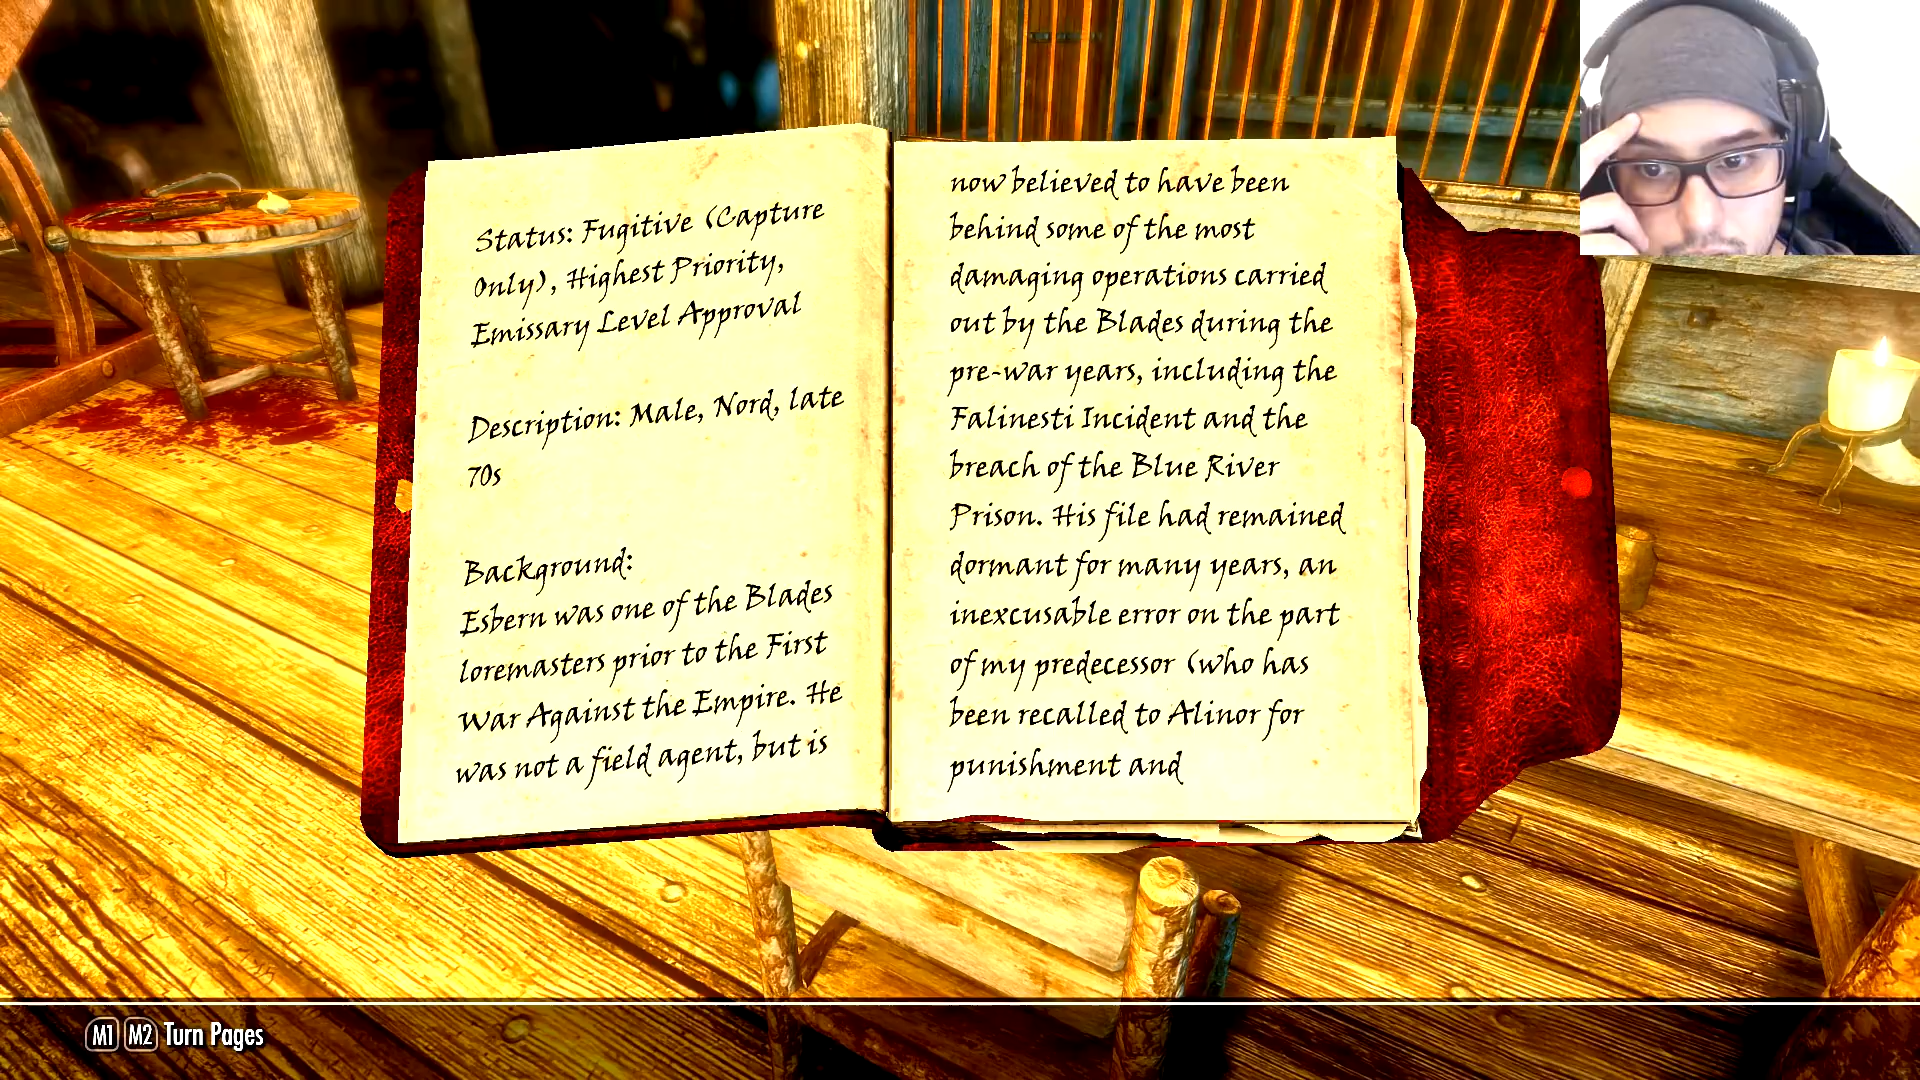 Status: Fugitive (Capture
Only), Highest Priority,
Emissary Level Approval
Description: Male, Nord, late
70s
Background:
Esbern was one of the Blades
loremasters prior to the First
War Against the Empire. He
was not a field agent, but is
now believed to have been
behind some of the most
damaging operations carried
out by the Blades during the
pre-war years, including the
Falinesti Incident and the
breach of the Blue River
Prison. His file had remained
dormant for many years, an
inexcusable error on the part
of my predecessor (who has
been recalled to Alinor for
punishment and
M1 M2 Turn Pages